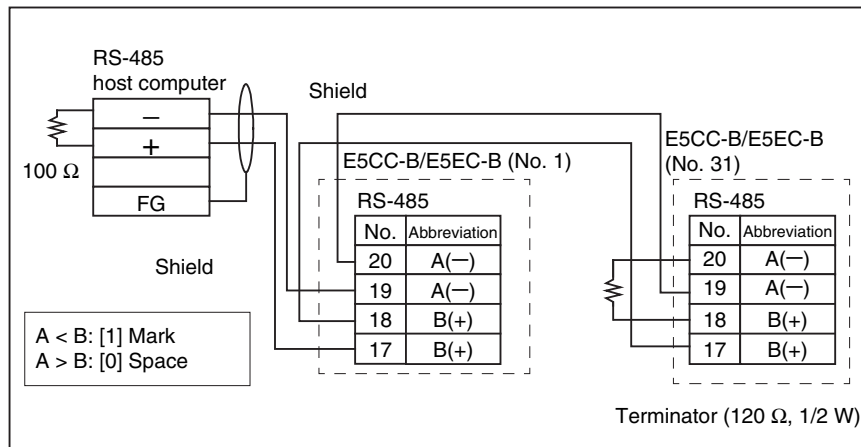 RS-485
host computer
−
+
100 Ω
FG
Shield
Shield
A < B: [1] Mark
A > B: [0] Space
E5CC-B/E5EC-B (No. 1)
RS-485
No. Abbreviation
20 A(−)
19 A(−)
18 B(+)
17 B(+)
E5CC-B/E5EC-B
(No. 31)
RS-485
No. Abbreviation
20 A(−)
19 A(−)
18 B(+)
17 B(+)
Terminator (120 Ω, 1/2 W)